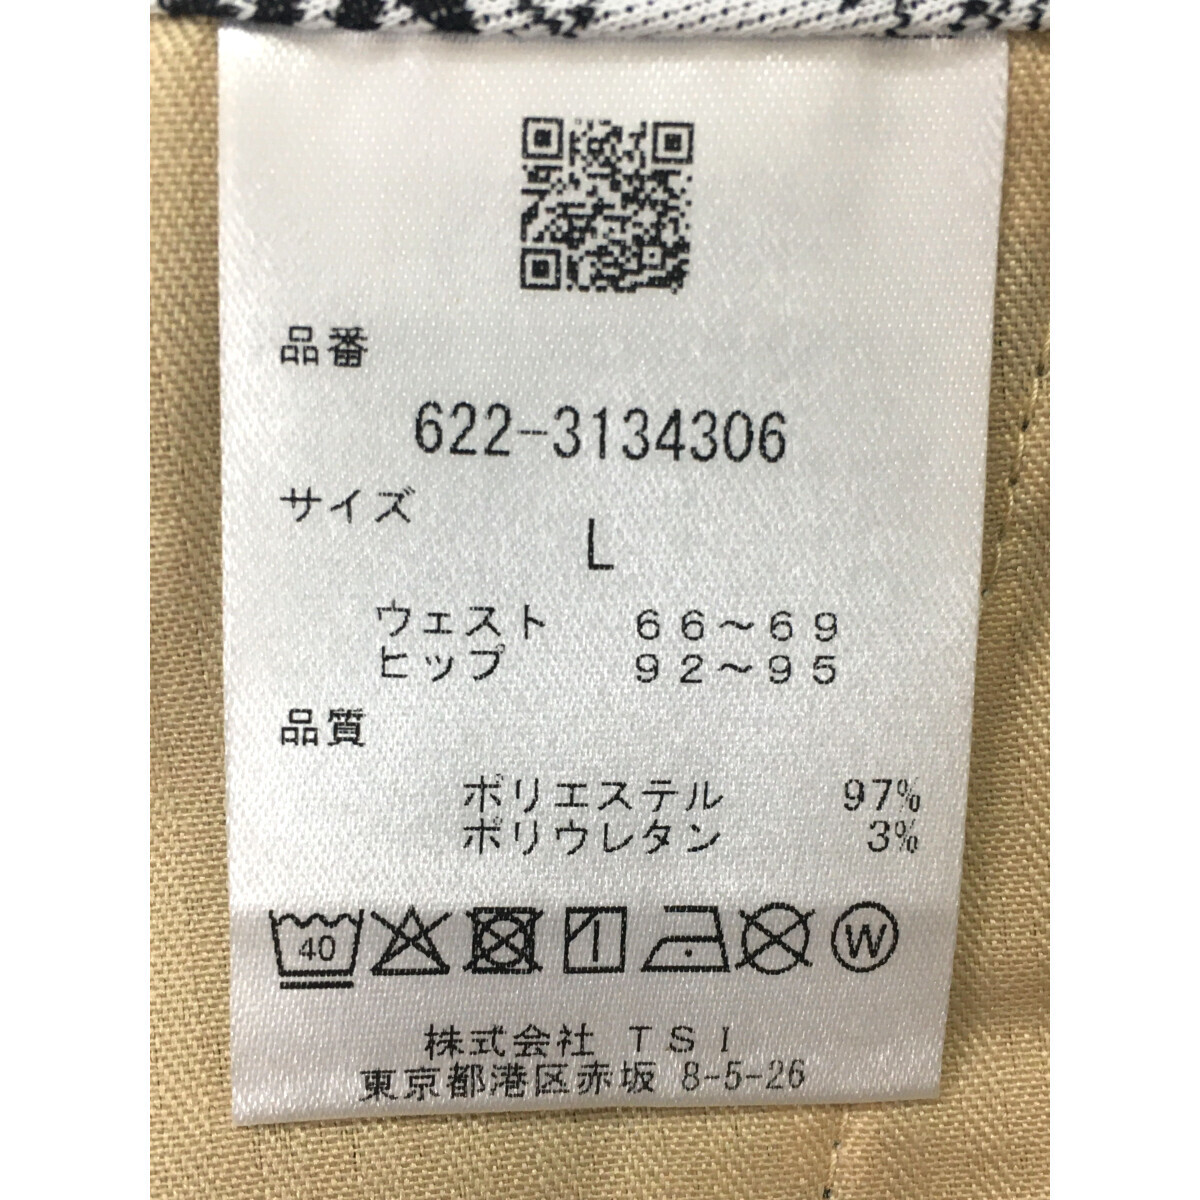 品番
622-3134306
サイズ
L
ウェスト ６６～６９
ヒップ ９２～９５
品質
ポリエステル 97%
ポリウレタン 3%
40 W
株式会社 ＴＳＩ
東京都港区赤坂 8-5-26